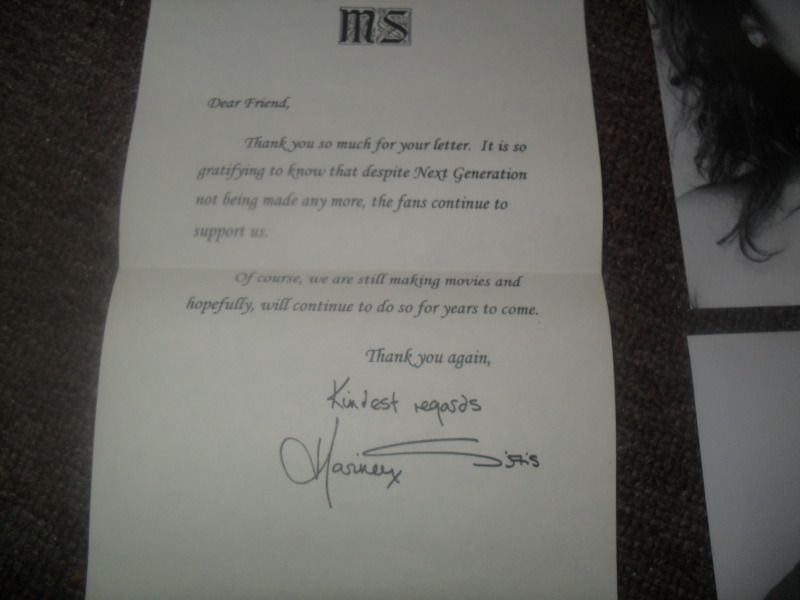 MS
Dear Friend,
Thank you so much for your letter. It is so
gratifying to know that despite Next Generation
not being made any more, the fans continue to
support us.
Of course, we are still making movies and
hopefully, will continue to do so for years to come.
Thank you again,
Kindest regards
Marina Sirtis